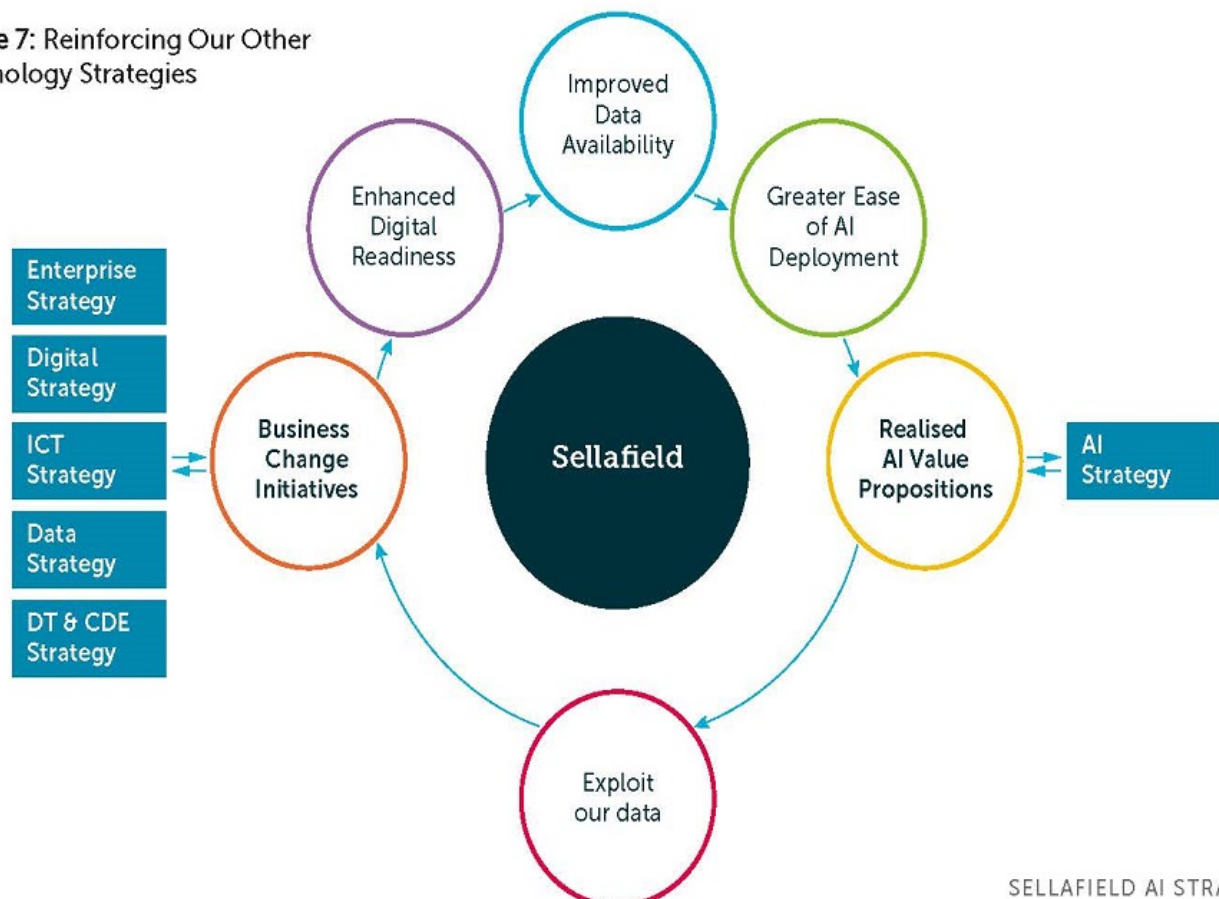 e 7: Reinforcing Our Other
nology Strategies
Improved
Data
Availability
Enhanced
Digital
Readiness
Greater Ease
of AI
Deployment
Enterprise
Strategy
Digital
Strategy
ICT
Strategy
Data
Strategy
DT & CDE
Strategy
Business
Change
Initiatives
Sellafield
Realised
AI Value
Propositions
AI
Strategy
Exploit
our data
SELLAFIELD AI STRA